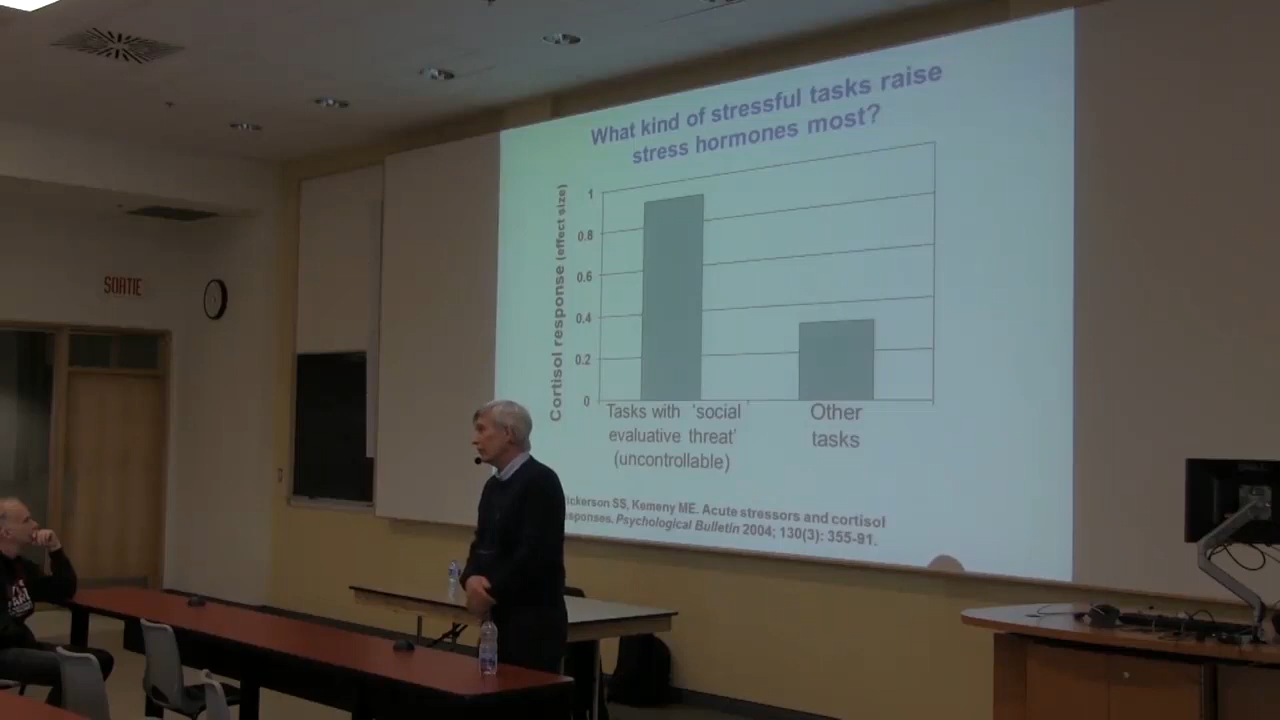 What kind of stressful tasks raise
stress hormones most?
Cortisol response (effect size)
1
0.8
0.6
0.4
0.2
0
Tasks with 'social
evaluative threat'
(uncontrollable)
Other
tasks
ickerson SS, Kemeny ME. Acute stressors and cortisol
sponses. Psychological Bulletin 2004; 130(3): 355-91.
SORTIE